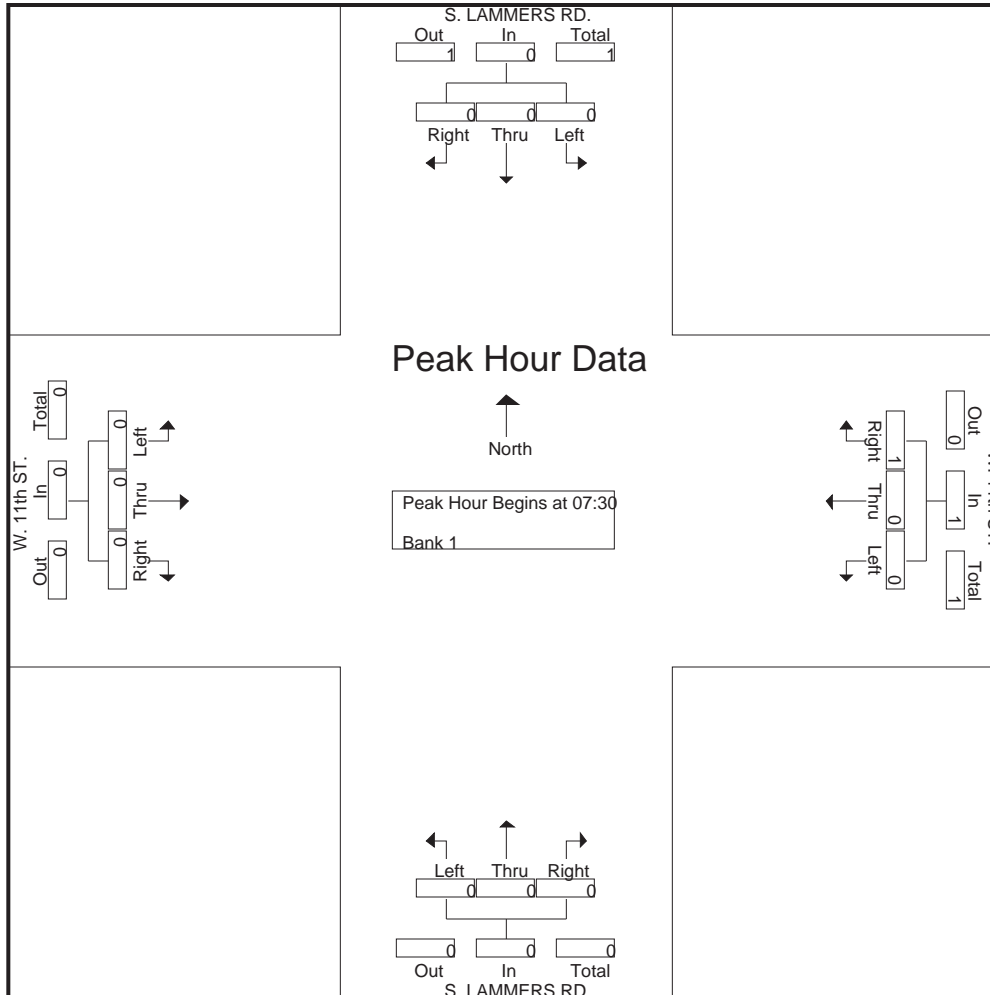 S. LAMMERS RD.
Out In Total
1 0 1
0 0 0
Right Thru Left
Peak Hour Data
North
Peak Hour Begins at 07:30
Bank 1
W. 11th ST.
Out In Total
0 0 0
Left Thru Right
0 0 0
Out In Total
0 1 1
Right Thru Left
1 0 0
Left Thru Right
0 0 0
0 0 0
Out In Total
S. LAMMERS RD